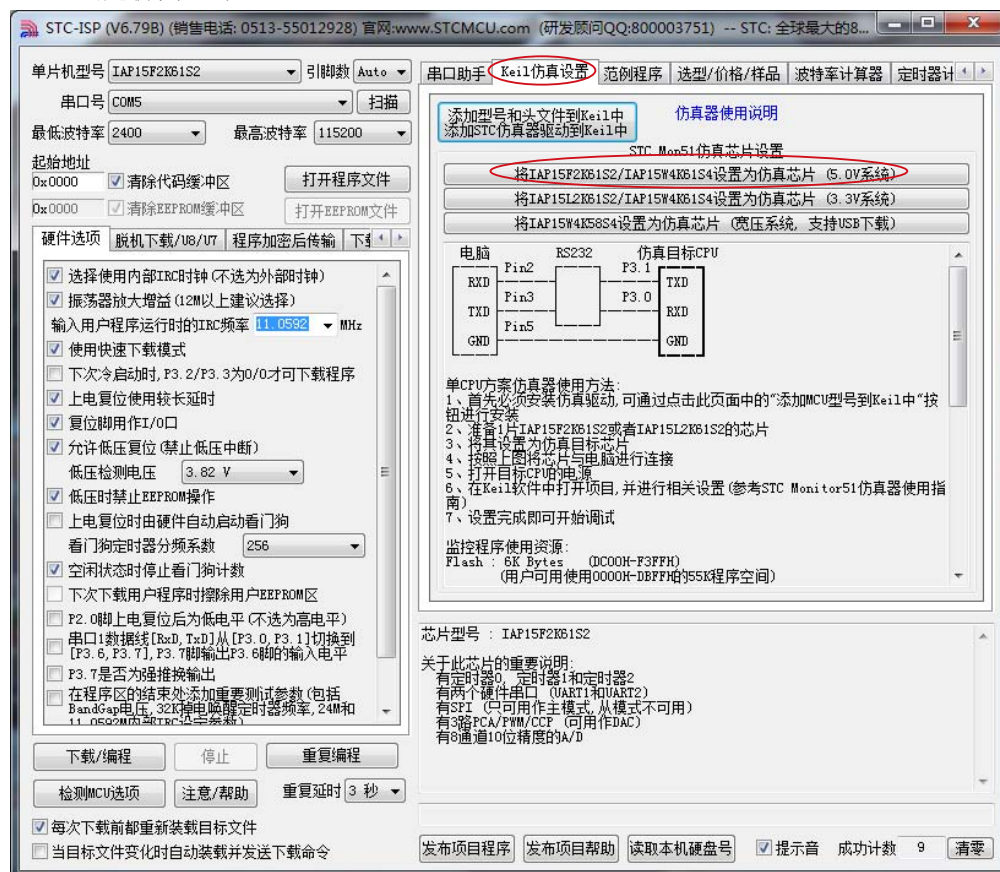 STC-ISP (V6.79B) (销售电话: 0513-55012928) 官网:www.STCMCU.com (研发顾问QQ:800003751) -- STC: 全球最大的8...
单片机型号 IAP15F2K61S2 引脚数 Auto
串口号 COM5 扫描
最低波特率 2400 最高波特率 115200
起始地址
0x0000 清除代码缓冲区 打开程序文件
0x0000 清除EEPROM缓冲区 打开EEPROM文件
硬件选项 脱机下载/U8/U7 程序加密后传输
选择使用内部IRC时钟(不选为外部时钟)
振荡器放大增益(12M以上建议选择)
输入用户程序运行时的IRC频率 11.0592 MHz
使用快速下载模式
下次冷启动时,P3.2/P3.3为0/0才可下载程序
上电复位使用较长延时
复位脚用作I/O口
允许低压复位(禁止低压中断)
低压检测电压 3.82 V
低压时禁止EEPROM操作
上电复位时由硬件自动启动看门狗
看门狗定时器分频系数 256
空闲状态时停止看门狗计数
下次下载用户程序时擦除用户EEPROM区
P2.0脚上电复位后为低电平(不选为高电平)
串口1数据线[RxD,TxD]从[P3.0,P3.1]切换到
[P3.6,P3.7],P3.7脚输出P3.6脚的输入电平
P3.7是否为强推挽输出
在程序区的结束处添加重要测试参数(包括
BandGap电压,32K掉电唤醒定时器频率,24M和
11.0592M内部IRC设定参数)
下载/编程 停止 重复编程
检测MCU选项 注意/帮助 重复延时 3 秒
每次下载前都重新装载目标文件
当目标文件变化时自动装载并发送下载命令
串口助手 Keil仿真设置 范例程序 选型/价格/样品 波特率计算器 定时器计
添加型号和头文件到Keil中
添加STC仿真器驱动到Keil中
仿真器使用说明
STC Mon51仿真芯片设置
将IAP15F2K61S2/IAP15W4K61S4设置为仿真芯片 (5.0V系统)
将IAP15L2K61S2/IAP15W4K61S4设置为仿真芯片 (3.3V系统)
将IAP15W4K58S4设置为仿真芯片 (宽压系统, 支持USB下载)
电脑 RS232 仿真目标CPU
Pin2 P3.1
RXD TXD
Pin3 P3.0
TXD RXD
Pin5
GND GND
单CPU方案仿真器使用方法:
1、首先必须安装仿真驱动,可通过点击此页面中的“添加MCU型号到Keil中“按
钮进行安装
2、准备1片IAP15F2K61S2或者IAP15L2K61S2的芯片
3、将其设置为仿真目标芯片
4、按照上图将芯片与电脑进行连接
5、打开目标CPU的电源
6、在Keil软件中打开项目,并进行相关设置(参考STC Monitor51仿真器使用指
南)
7、设置完成即可开始调试
监控程序使用资源:
Flash : 6K Bytes (DC00H-F3FFH)
(用户可用使用0000H-DBFFH的55K程序空间)
芯片型号 : IAP15F2K61S2
关于此芯片的重要说明:
有定时器0, 定时器1和定时器2
有两个硬件串口 (UART1和UART2)
有SPI (只可用作主模式,从模式不可用)
有3路PCA/PWM/CCP (可用作DAC)
有8通道10位精度的A/D
发布项目程序 发布项目帮助 读取本机硬盘号 提示音 成功计数 9 清零